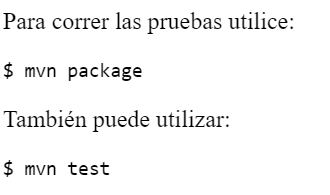 Para correr las pruebas utilice:
$ mvn package
También puede utilizar:
$ mvn test